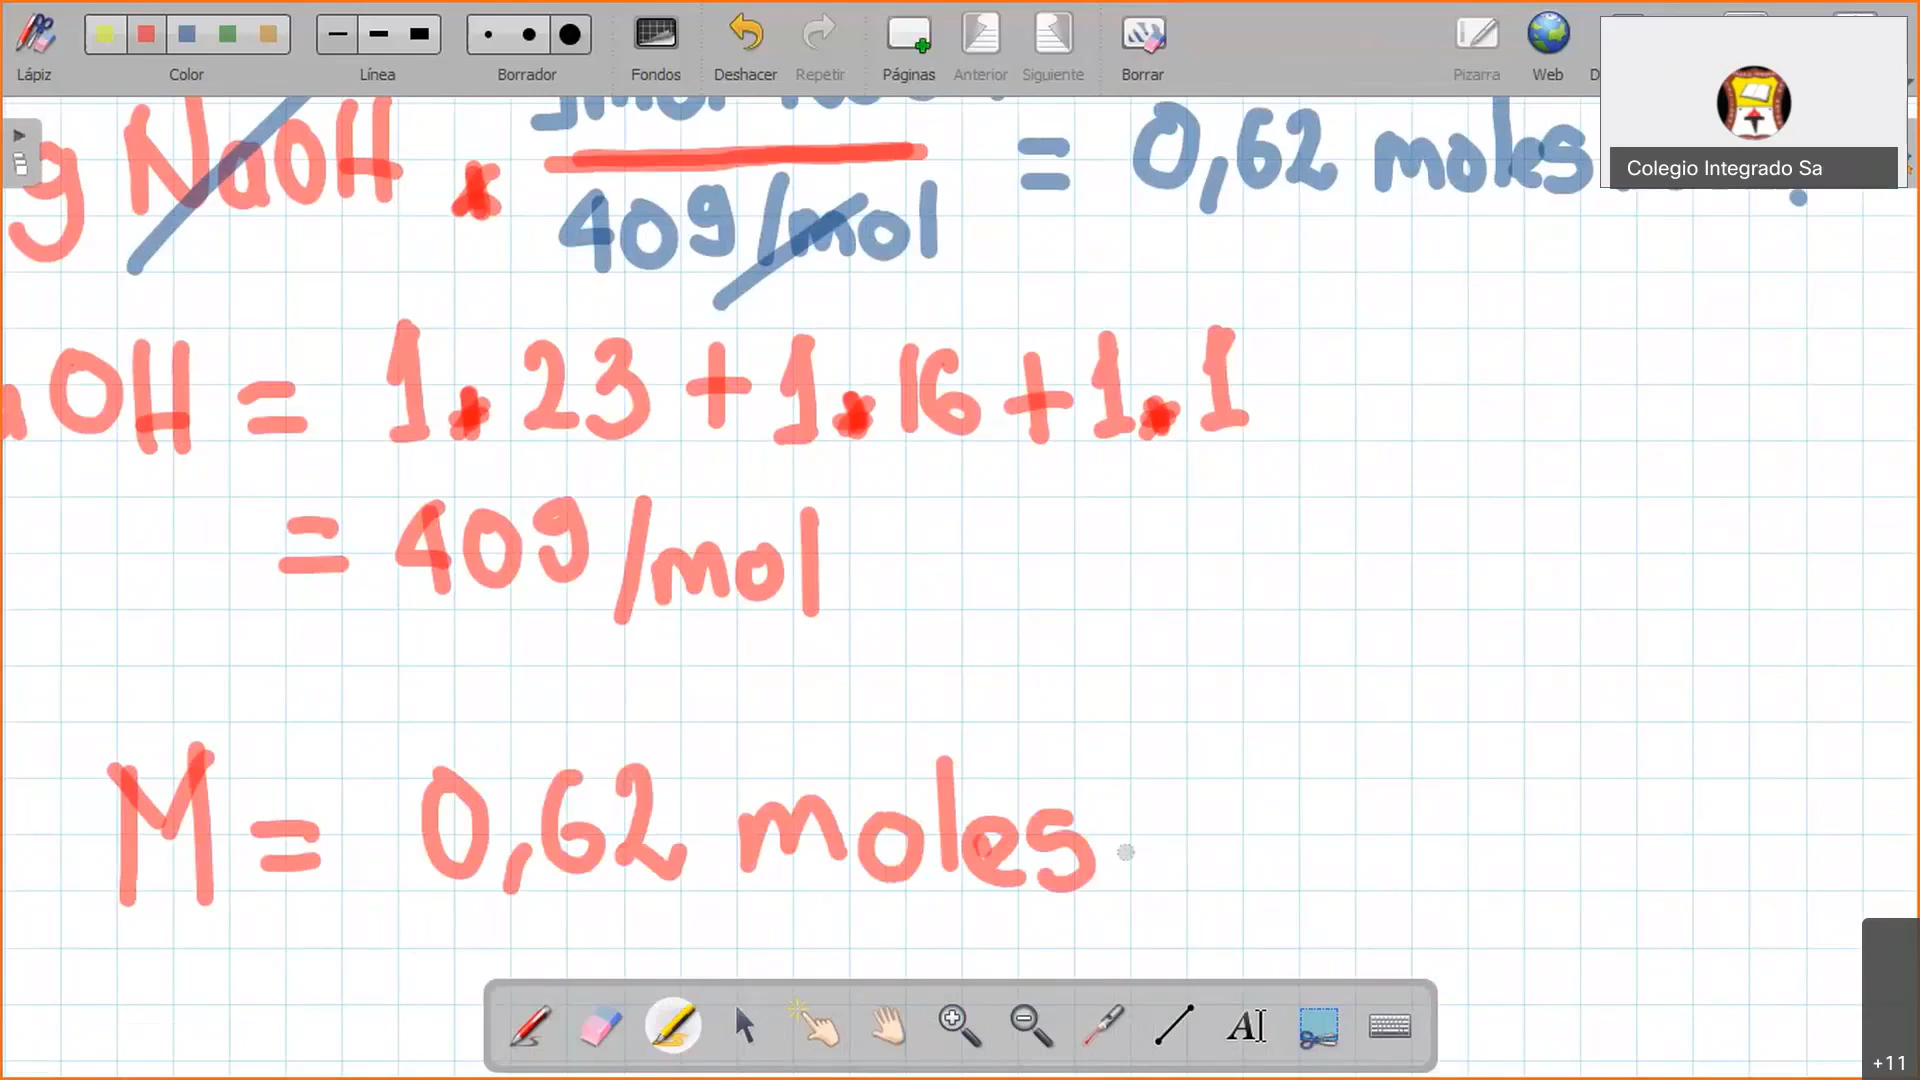 Lápiz Color Línea Borrador Fondos Deshacer Repetir Páginas Anterior Siguiente Borrar Pizarra Web
Colegio Integrado Sa
g NaOH . 1mol
40g/mol
= 0,62 moles
OH = 1.23 + 1.16 + 1.1
= 40g/mol
M = 0,62 moles
+11